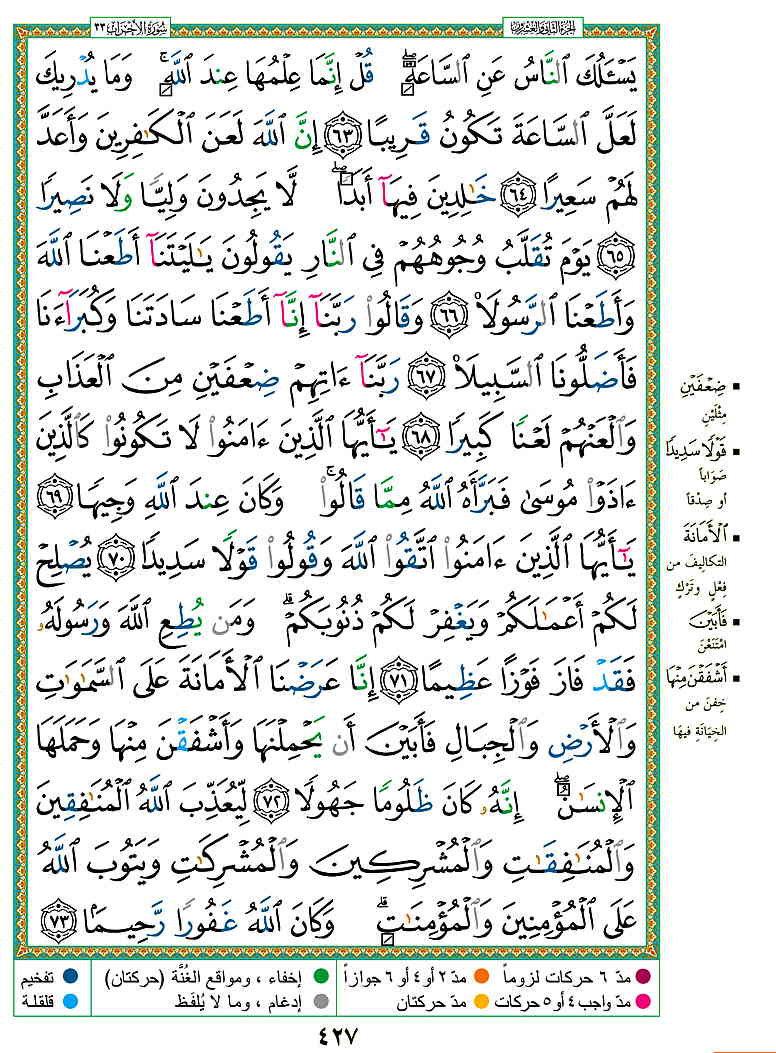 سُورَةُ الْأَحْزَاب ٣٣
الجزء الثاني والعشرون
يَسْـَٔلُكَ ٱلنَّاسُ عَنِ ٱلسَّاعَةِۖ قُلْ إِنَّمَا عِلْمُهَا عِندَ ٱللَّهِۚ وَمَا يُدْرِيكَ
لَعَلَّ ٱلسَّاعَةَ تَكُونُ قَرِيبًا ٦٣ إِنَّ ٱللَّهَ لَعَنَ ٱلْكَـٰفِرِينَ وَأَعَدَّ
لَهُمْ سَعِيرًا ٦٤ خَـٰلِدِينَ فِيهَآ أَبَدًاۖ لَّا يَجِدُونَ وَلِيًّا وَلَا نَصِيرًا
٦٥ يَوْمَ تُقَلَّبُ وُجُوهُهُمْ فِى ٱلنَّارِ يَقُولُونَ يَـٰلَيْتَنَآ أَطَعْنَا ٱللَّهَ
وَأَطَعْنَا ٱلرَّسُولَا۠ ٦٦ وَقَالُوا۟ رَبَّنَآ إِنَّآ أَطَعْنَا سَادَتَنَا وَكُبَرَآءَنَا
فَأَضَلُّونَا ٱلسَّبِيلَا۠ ٦٧ رَبَّنَآ ءَاتِهِمْ ضِعْفَيْنِ مِنَ ٱلْعَذَابِ
وَٱلْعَنْهُمْ لَعْنًا كَبِيرًا ٦٨ يَـٰٓأَيُّهَا ٱلَّذِينَ ءَامَنُوا۟ لَا تَكُونُوا۟ كَٱلَّذِينَ
ءَاذَوْا۟ مُوسَىٰ فَبَرَّأَهُ ٱللَّهُ مِمَّا قَالُوا۟ۚ وَكَانَ عِندَ ٱللَّهِ وَجِيهًا ٦٩
يَـٰٓأَيُّهَا ٱلَّذِينَ ءَامَنُوا۟ ٱتَّقُوا۟ ٱللَّهَ وَقُولُوا۟ قَوْلًا سَدِيدًا ٧٠ يُصْلِحْ
لَكُمْ أَعْمَـٰلَكُمْ وَيَغْفِرْ لَكُمْ ذُنُوبَكُمْۗ وَمَن يُطِعِ ٱللَّهَ وَرَسُولَهُۥ
فَقَدْ فَازَ فَوْزًا عَظِيمًا ٧١ إِنَّا عَرَضْنَا ٱلْأَمَانَةَ عَلَى ٱلسَّمَـٰوَٰتِ
وَٱلْأَرْضِ وَٱلْجِبَالِ فَأَبَيْنَ أَن يَحْمِلْنَهَا وَأَشْفَقْنَ مِنْهَا وَحَمَلَهَا
ٱلْإِنسَـٰنُۖ إِنَّهُۥ كَانَ ظَلُومًا جَهُولًا ٧٢ لِّيُعَذِّبَ ٱللَّهُ ٱلْمُنَـٰفِقِينَ
وَٱلْمُنَـٰفِقَـٰتِ وَٱلْمُشْرِكِينَ وَٱلْمُشْرِكَـٰتِ وَيَتُوبَ ٱللَّهُ
عَلَى ٱلْمُؤْمِنِينَ وَٱلْمُؤْمِنَـٰتِۗ وَكَانَ ٱللَّهُ غَفُورًا رَّحِيمًۢا ٧٣
ضِعْفَيْنِ
مِثْلَيْنِ
قَوْلًا سَدِيدًا
صَوَاباً
أو صِدْقاً
ٱلْأَمَانَةَ
التكاليفَ من
فِعْلٍ وتَرْكٍ
فَأَبَيْنَ
امْتَنَعْنَ
أَشْفَقْنَ مِنْهَا
خِفْنَ من
الخِيَانَةِ فيهَا
مدّ ٦ حركات لزوماً مدّ ٢ أو ٤ أو ٦ جوازاً إخفاء ، ومواقع الغُنَّة (حركتان) تفخيم
مدّ واجب ٤ أو ٥ حركات مدّ حركتان إدغام ، وما لا يُلفَظ قلقلة
٤٢٧